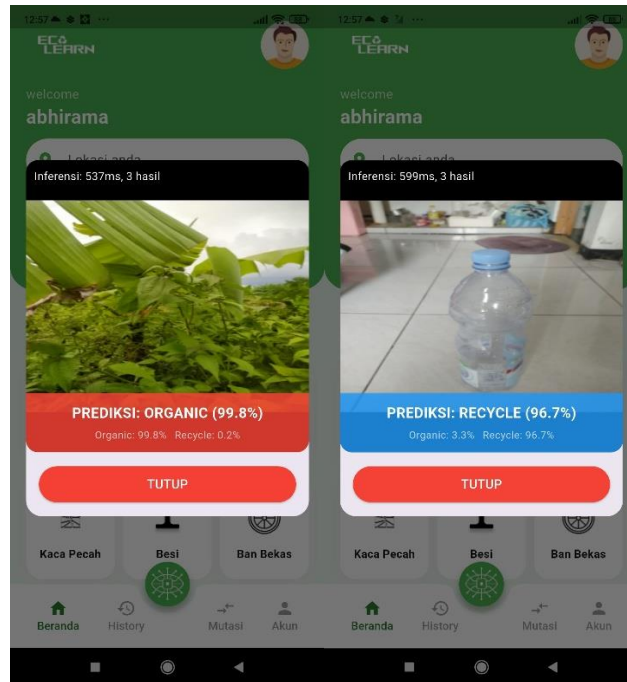 12:57
ECO LEARN
welcome
abhirama
Lokasi anda
Inferensi: 537ms, 3 hasil
PREDIKSI: ORGANIC (99.8%)
Organic: 99.8% Recycle: 0.2%
TUTUP
Kaca Pecah Besi Ban Bekas
Beranda History Mutasi Akun
12:57
ECO LEARN
welcome
abhirama
Lokasi anda
Inferensi: 599ms, 3 hasil
PREDIKSI: RECYCLE (96.7%)
Organic: 3.3% Recycle: 96.7%
TUTUP
Kaca Pecah Besi Ban Bekas
Beranda History Mutasi Akun